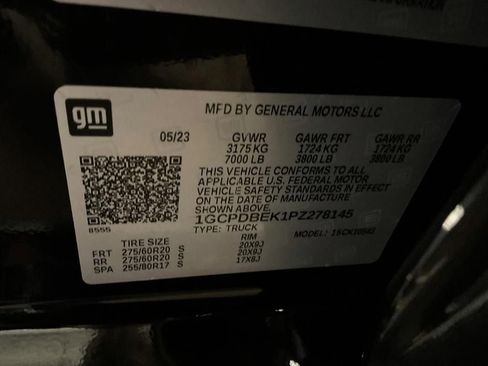 gm
MFD BY GENERAL MOTORS LLC
05/23 GVWR GAWR FRT GAWR RR
3175 KG 1724 KG 1724 KG
7000 LB 3800 LB 3800 LB
THIS VEHICLE CONFORMS TO ALL
APPLICABLE U.S. FEDERAL MOTOR
VEHICLE SAFETY STANDARDS IN EFFECT
ON THE DATE OF MANUFACTURE
SHOWN ABOVE.
1GCPDBEK1PZ278145
TYPE: TRUCK MODEL:
8555
TIRE SIZE RIM
FRT 275/60R20 S 20X9J
RR 275/60R20 S 20X9J
SPA 255/80R17 S 17X8J